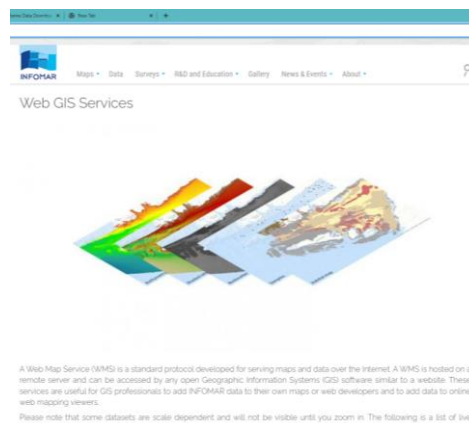 New Tab
INFOMAR
Maps Data Surveys R&D and Education Gallery News & Events About
Web GIS Services
A Web Map Service (WMS) is a standard protocol developed for serving maps and data over the Internet. A WMS is hosted on a
remote server and can be accessed by any open Geographic Information Systems (GIS) software similar to a website. These
services are useful for GIS professionals to add INFOMAR data to their own maps or web developers and to add data to online
web mapping viewers.
Please note that some datasets are scale dependent and will not be visible until you zoom in. The following is a list of live